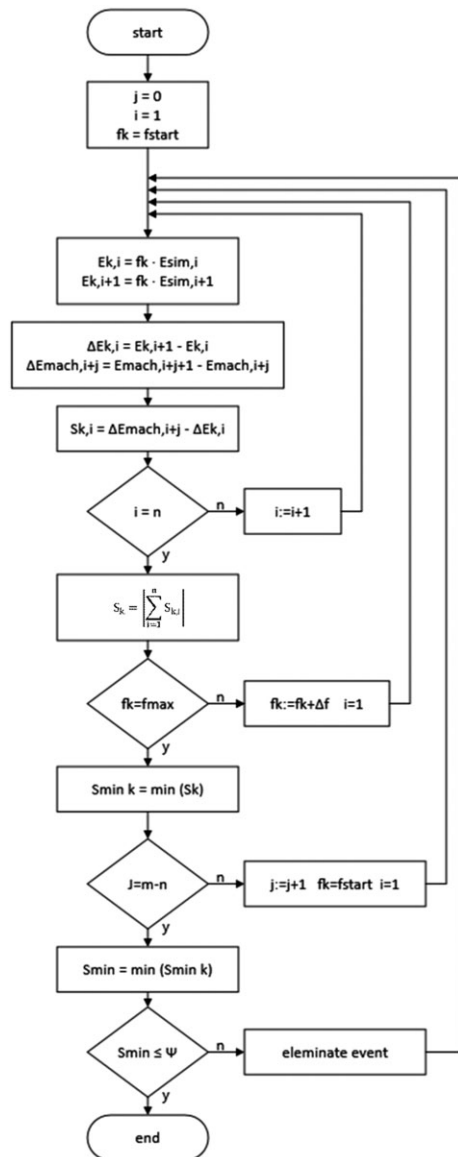 start
j = 0
i = 1
fk = fstart
Ek,i = fk · Esim,i
Ek,i+1 = fk · Esim,i+1
ΔEk,i = Ek,i+1 - Ek,i
ΔEmach,i+j = Emach,i+j+1 - Emach,i+j
Sk,i = ΔEmach,i+j - ΔEk,i
i = n
n
i:=i+1
y
S_k = |∑_{i=1}^{n} S_{k,i}|
fk=fmax
n
fk:=fk+Δf i=1
y
Smin k = min (Sk)
J=m-n
n
j:=j+1 fk=fstart i=1
y
Smin = min (Smin k)
Smin ≤ Ψ
n
eleminate event
y
end